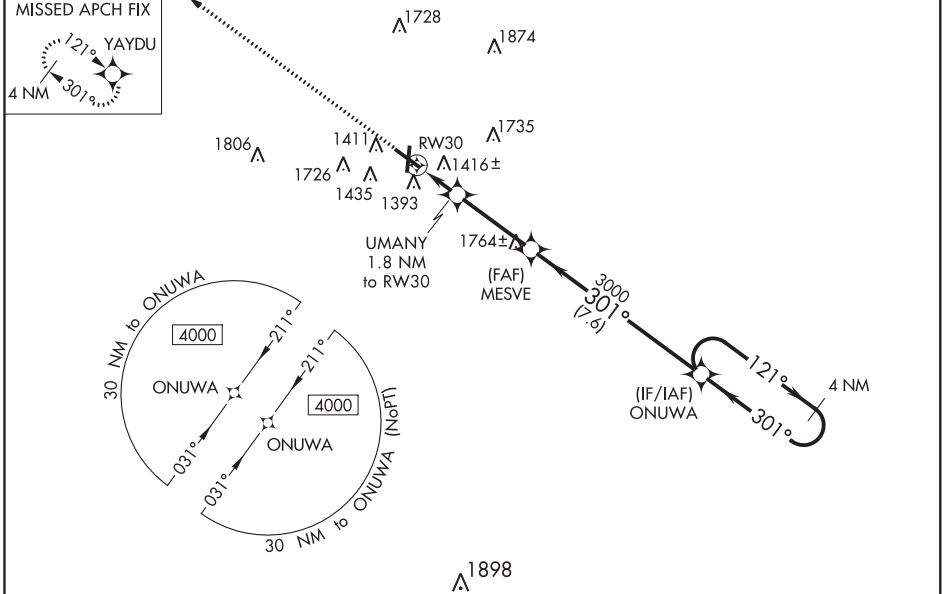 MISSED APCH FIX
121°
YAYDU
4 NM
301°
1728
1874
1735
1806
1411
RW30
1416±
1726
1435
1393
UMANY
1.8 NM
to RW30
1764±
(FAF)
MESVE
3000
301°
(7.6)
(IF/IAF)
ONUWA
121°
4 NM
301°
30 NM to ONUWA
4000
211°
ONUWA
031°
211°
4000
ONUWA
031°
30 NM to ONUWA (NoPT)
1898